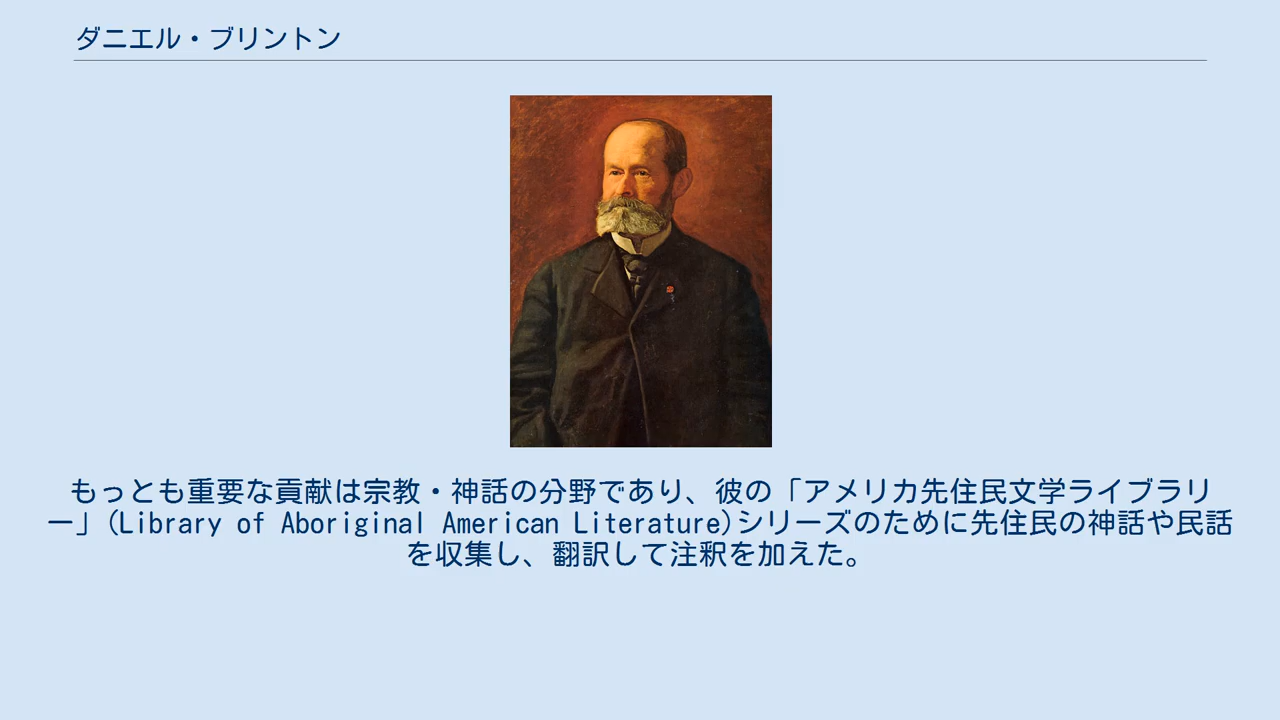 ダニエル・ブリントン
もっとも重要な貢献は宗教・神話の分野であり、彼の「アメリカ先住民文学ライブラリ
ー」(Library of Aboriginal American Literature)シリーズのために先住民の神話や民話
を収集し、翻訳して注釈を加えた。